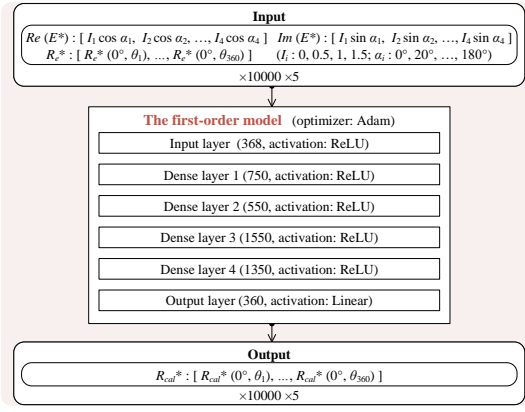 Input
Re (E*) : [ I₁ cos α₁, I₂ cos α₂, …, I₄ cos α₄ ] Im (E*) : [ I₁ sin α₁, I₂ sin α₂, …, I₄ sin α₄ ]
Rₑ* : [ Rₑ* (0°, θ₁), ..., Rₑ* (0°, θ₃₆₀) ] (Iᵢ : 0, 0.5, 1, 1.5; αᵢ : 0°, 20°, …, 180°)
×10000 ×5
The first-order model (optimizer: Adam)
Input layer (368, activation: ReLU)
Dense layer 1 (750, activation: ReLU)
Dense layer 2 (550, activation: ReLU)
Dense layer 3 (1550, activation: ReLU)
Dense layer 4 (1350, activation: ReLU)
Output layer (360, activation: Linear)
Output
R_cal* : [ R_cal* (0°, θ₁), ..., R_cal* (0°, θ₃₆₀) ]
×10000 ×5